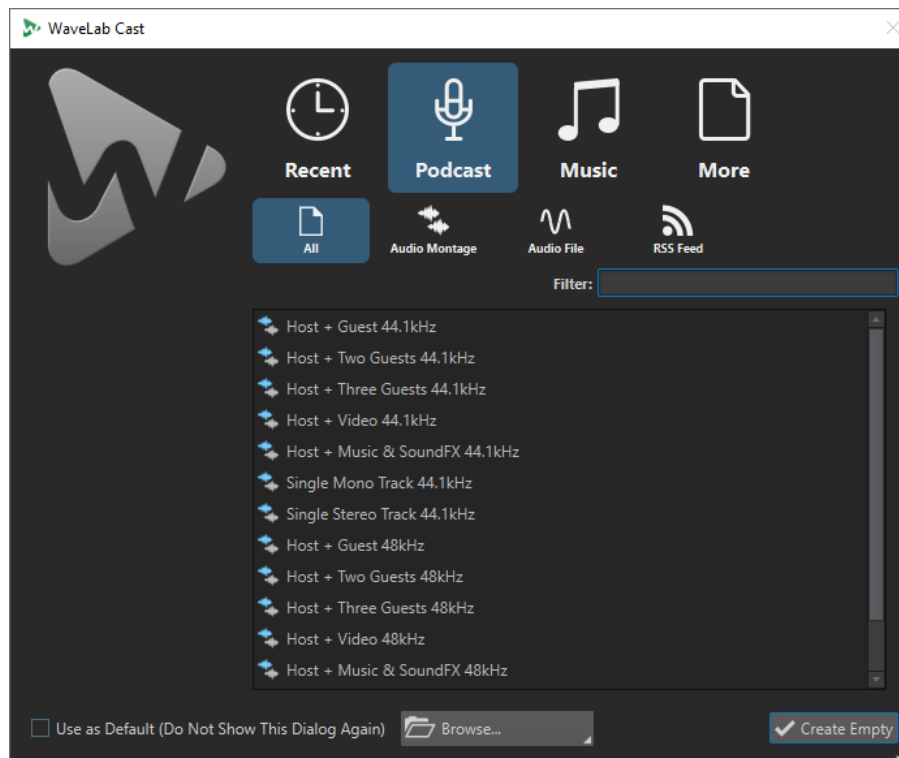 WaveLab Cast
Recent Podcast Music More
All Audio Montage Audio File RSS Feed
Filter:
Host + Guest 44.1kHz
Host + Two Guests 44.1kHz
Host + Three Guests 44.1kHz
Host + Video 44.1kHz
Host + Music & SoundFX 44.1kHz
Single Mono Track 44.1kHz
Single Stereo Track 44.1kHz
Host + Guest 48kHz
Host + Two Guests 48kHz
Host + Three Guests 48kHz
Host + Video 48kHz
Host + Music & SoundFX 48kHz
Use as Default (Do Not Show This Dialog Again) Browse... Create Empty